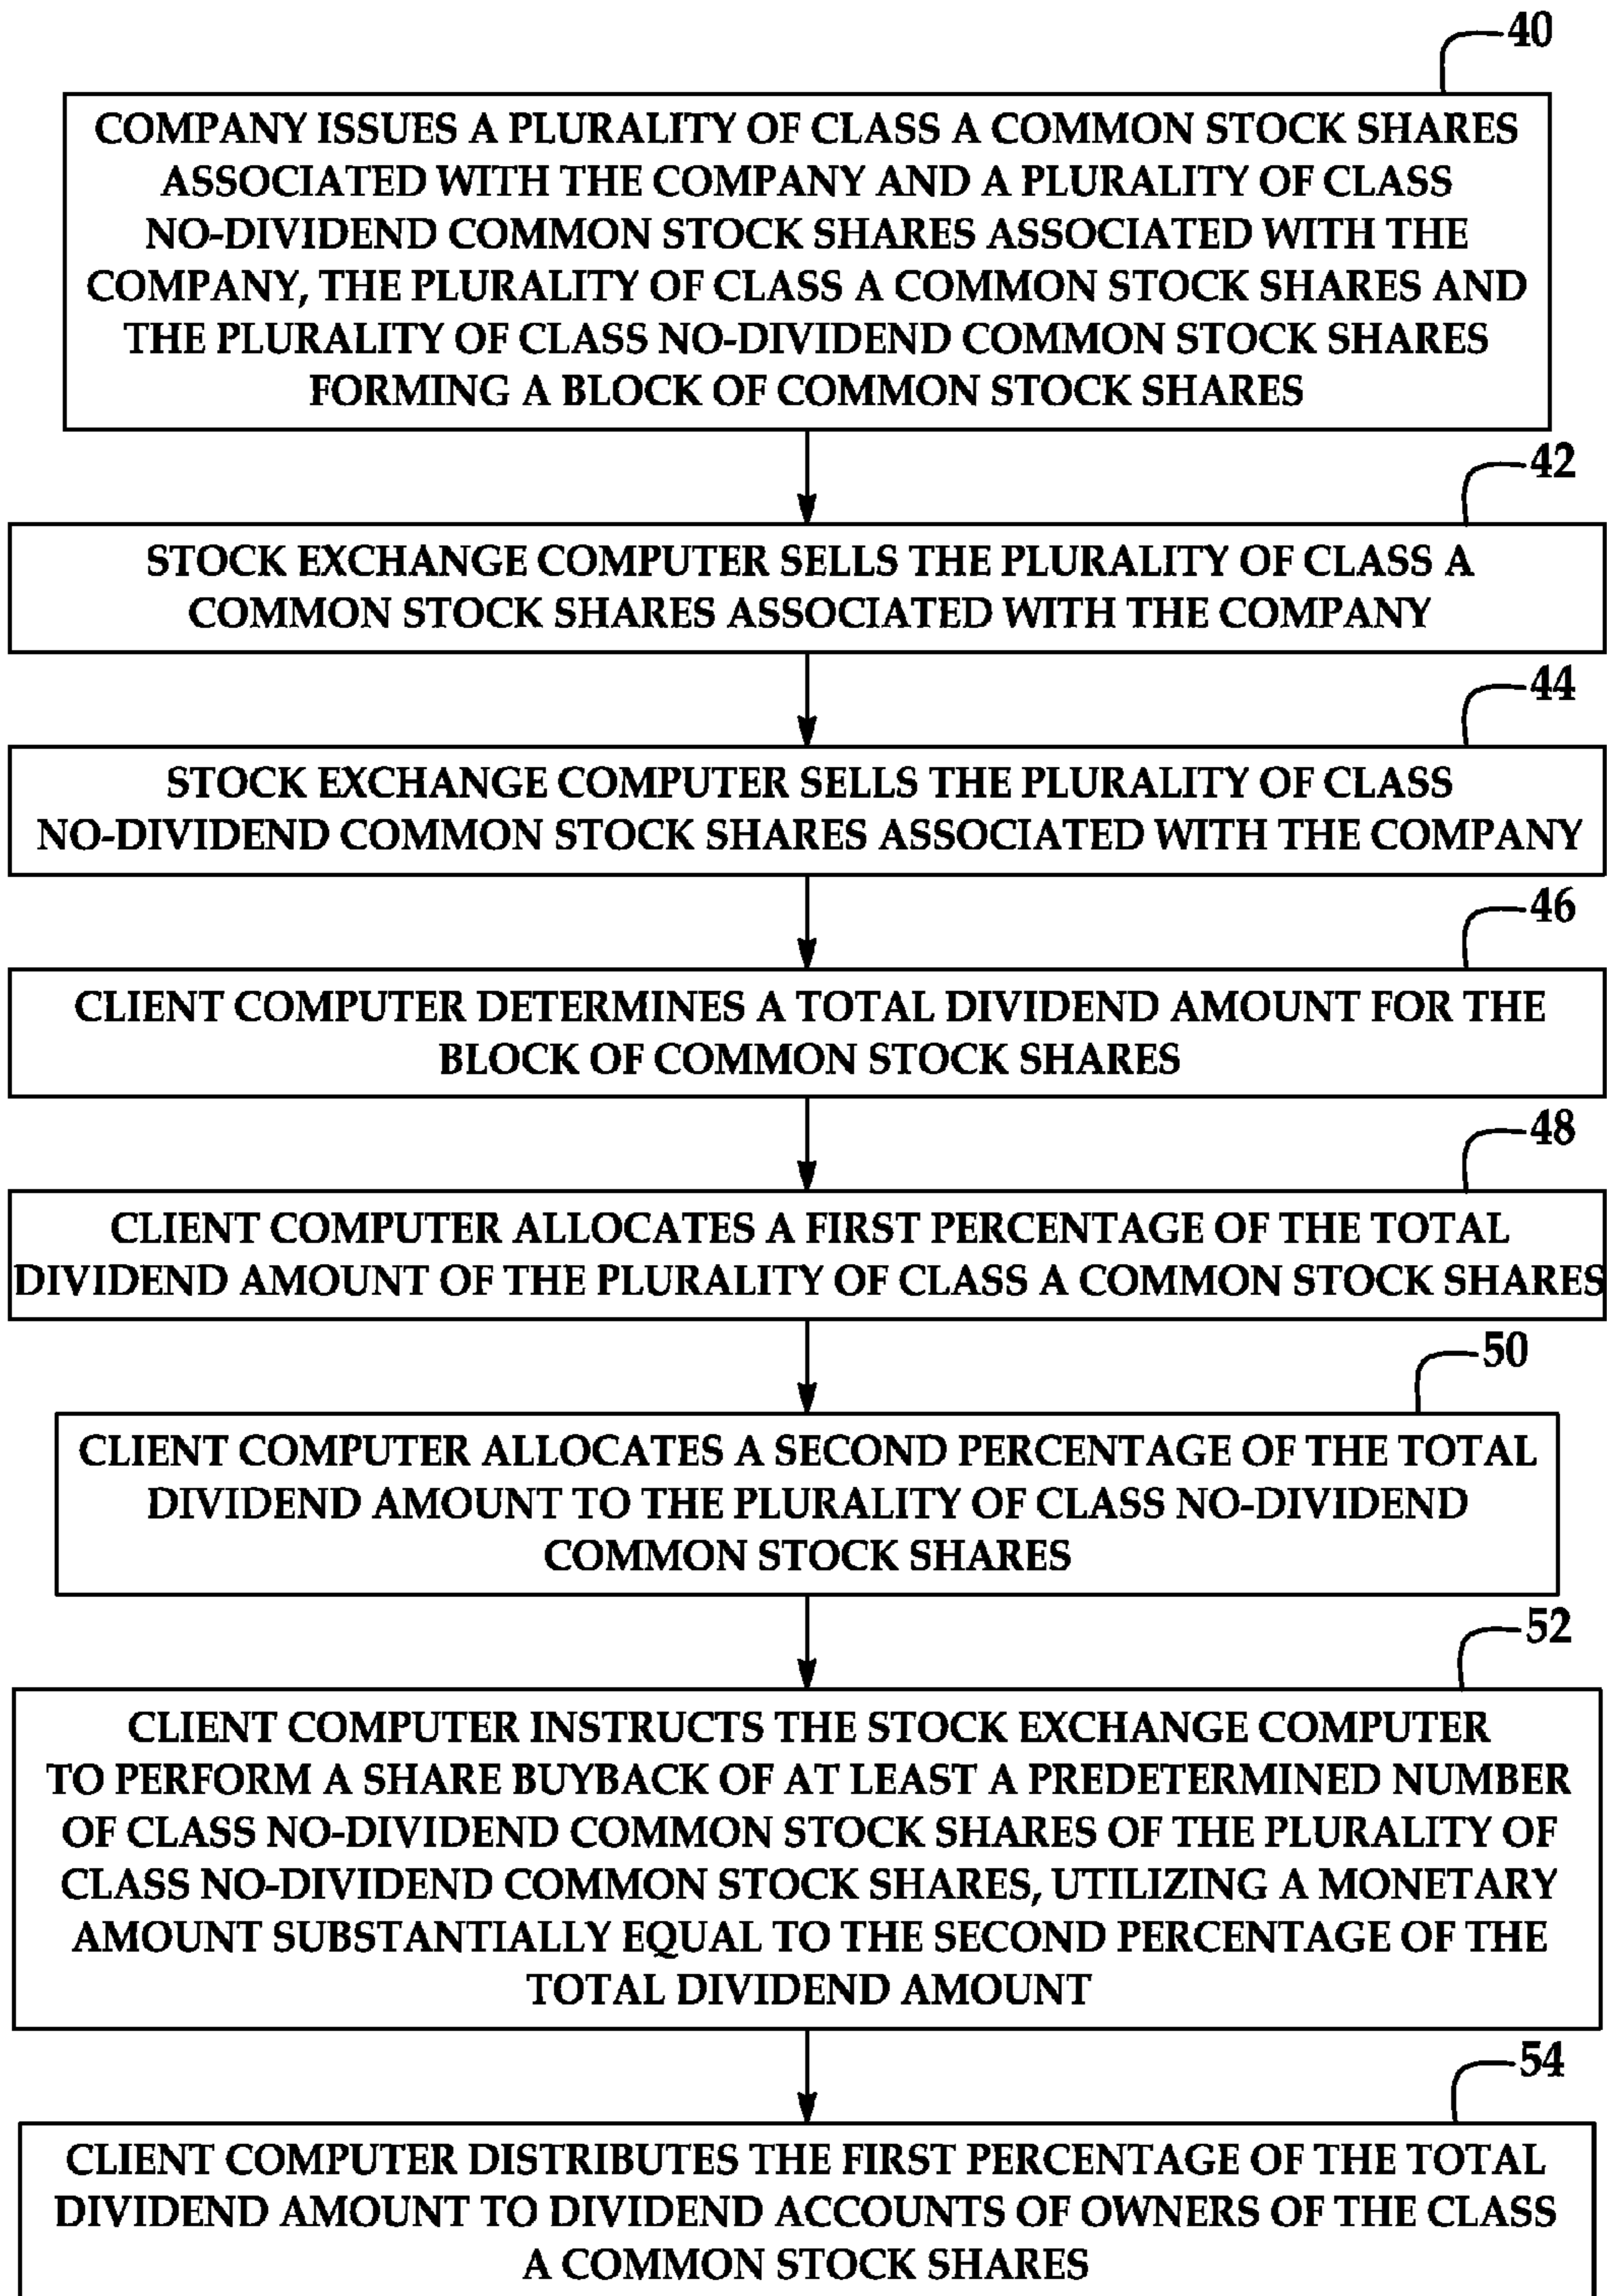 40
COMPANY ISSUES A PLURALITY OF CLASS A COMMON STOCK SHARES
ASSOCIATED WITH THE COMPANY AND A PLURALITY OF CLASS
NO-DIVIDEND COMMON STOCK SHARES ASSOCIATED WITH THE
COMPANY, THE PLURALITY OF CLASS A COMMON STOCK SHARES AND
THE PLURALITY OF CLASS NO-DIVIDEND COMMON STOCK SHARES
FORMING A BLOCK OF COMMON STOCK SHARES
42
STOCK EXCHANGE COMPUTER SELLS THE PLURALITY OF CLASS A
COMMON STOCK SHARES ASSOCIATED WITH THE COMPANY
44
STOCK EXCHANGE COMPUTER SELLS THE PLURALITY OF CLASS
NO-DIVIDEND COMMON STOCK SHARES ASSOCIATED WITH THE COMPANY
46
CLIENT COMPUTER DETERMINES A TOTAL DIVIDEND AMOUNT FOR THE
BLOCK OF COMMON STOCK SHARES
48
CLIENT COMPUTER ALLOCATES A FIRST PERCENTAGE OF THE TOTAL
DIVIDEND AMOUNT OF THE PLURALITY OF CLASS A COMMON STOCK SHARES
50
CLIENT COMPUTER ALLOCATES A SECOND PERCENTAGE OF THE TOTAL
DIVIDEND AMOUNT TO THE PLURALITY OF CLASS NO-DIVIDEND
COMMON STOCK SHARES
52
CLIENT COMPUTER INSTRUCTS THE STOCK EXCHANGE COMPUTER
TO PERFORM A SHARE BUYBACK OF AT LEAST A PREDETERMINED NUMBER
OF CLASS NO-DIVIDEND COMMON STOCK SHARES OF THE PLURALITY OF
CLASS NO-DIVIDEND COMMON STOCK SHARES, UTILIZING A MONETARY
AMOUNT SUBSTANTIALLY EQUAL TO THE SECOND PERCENTAGE OF THE
TOTAL DIVIDEND AMOUNT
54
CLIENT COMPUTER DISTRIBUTES THE FIRST PERCENTAGE OF THE TOTAL
DIVIDEND AMOUNT TO DIVIDEND ACCOUNTS OF OWNERS OF THE CLASS
A COMMON STOCK SHARES